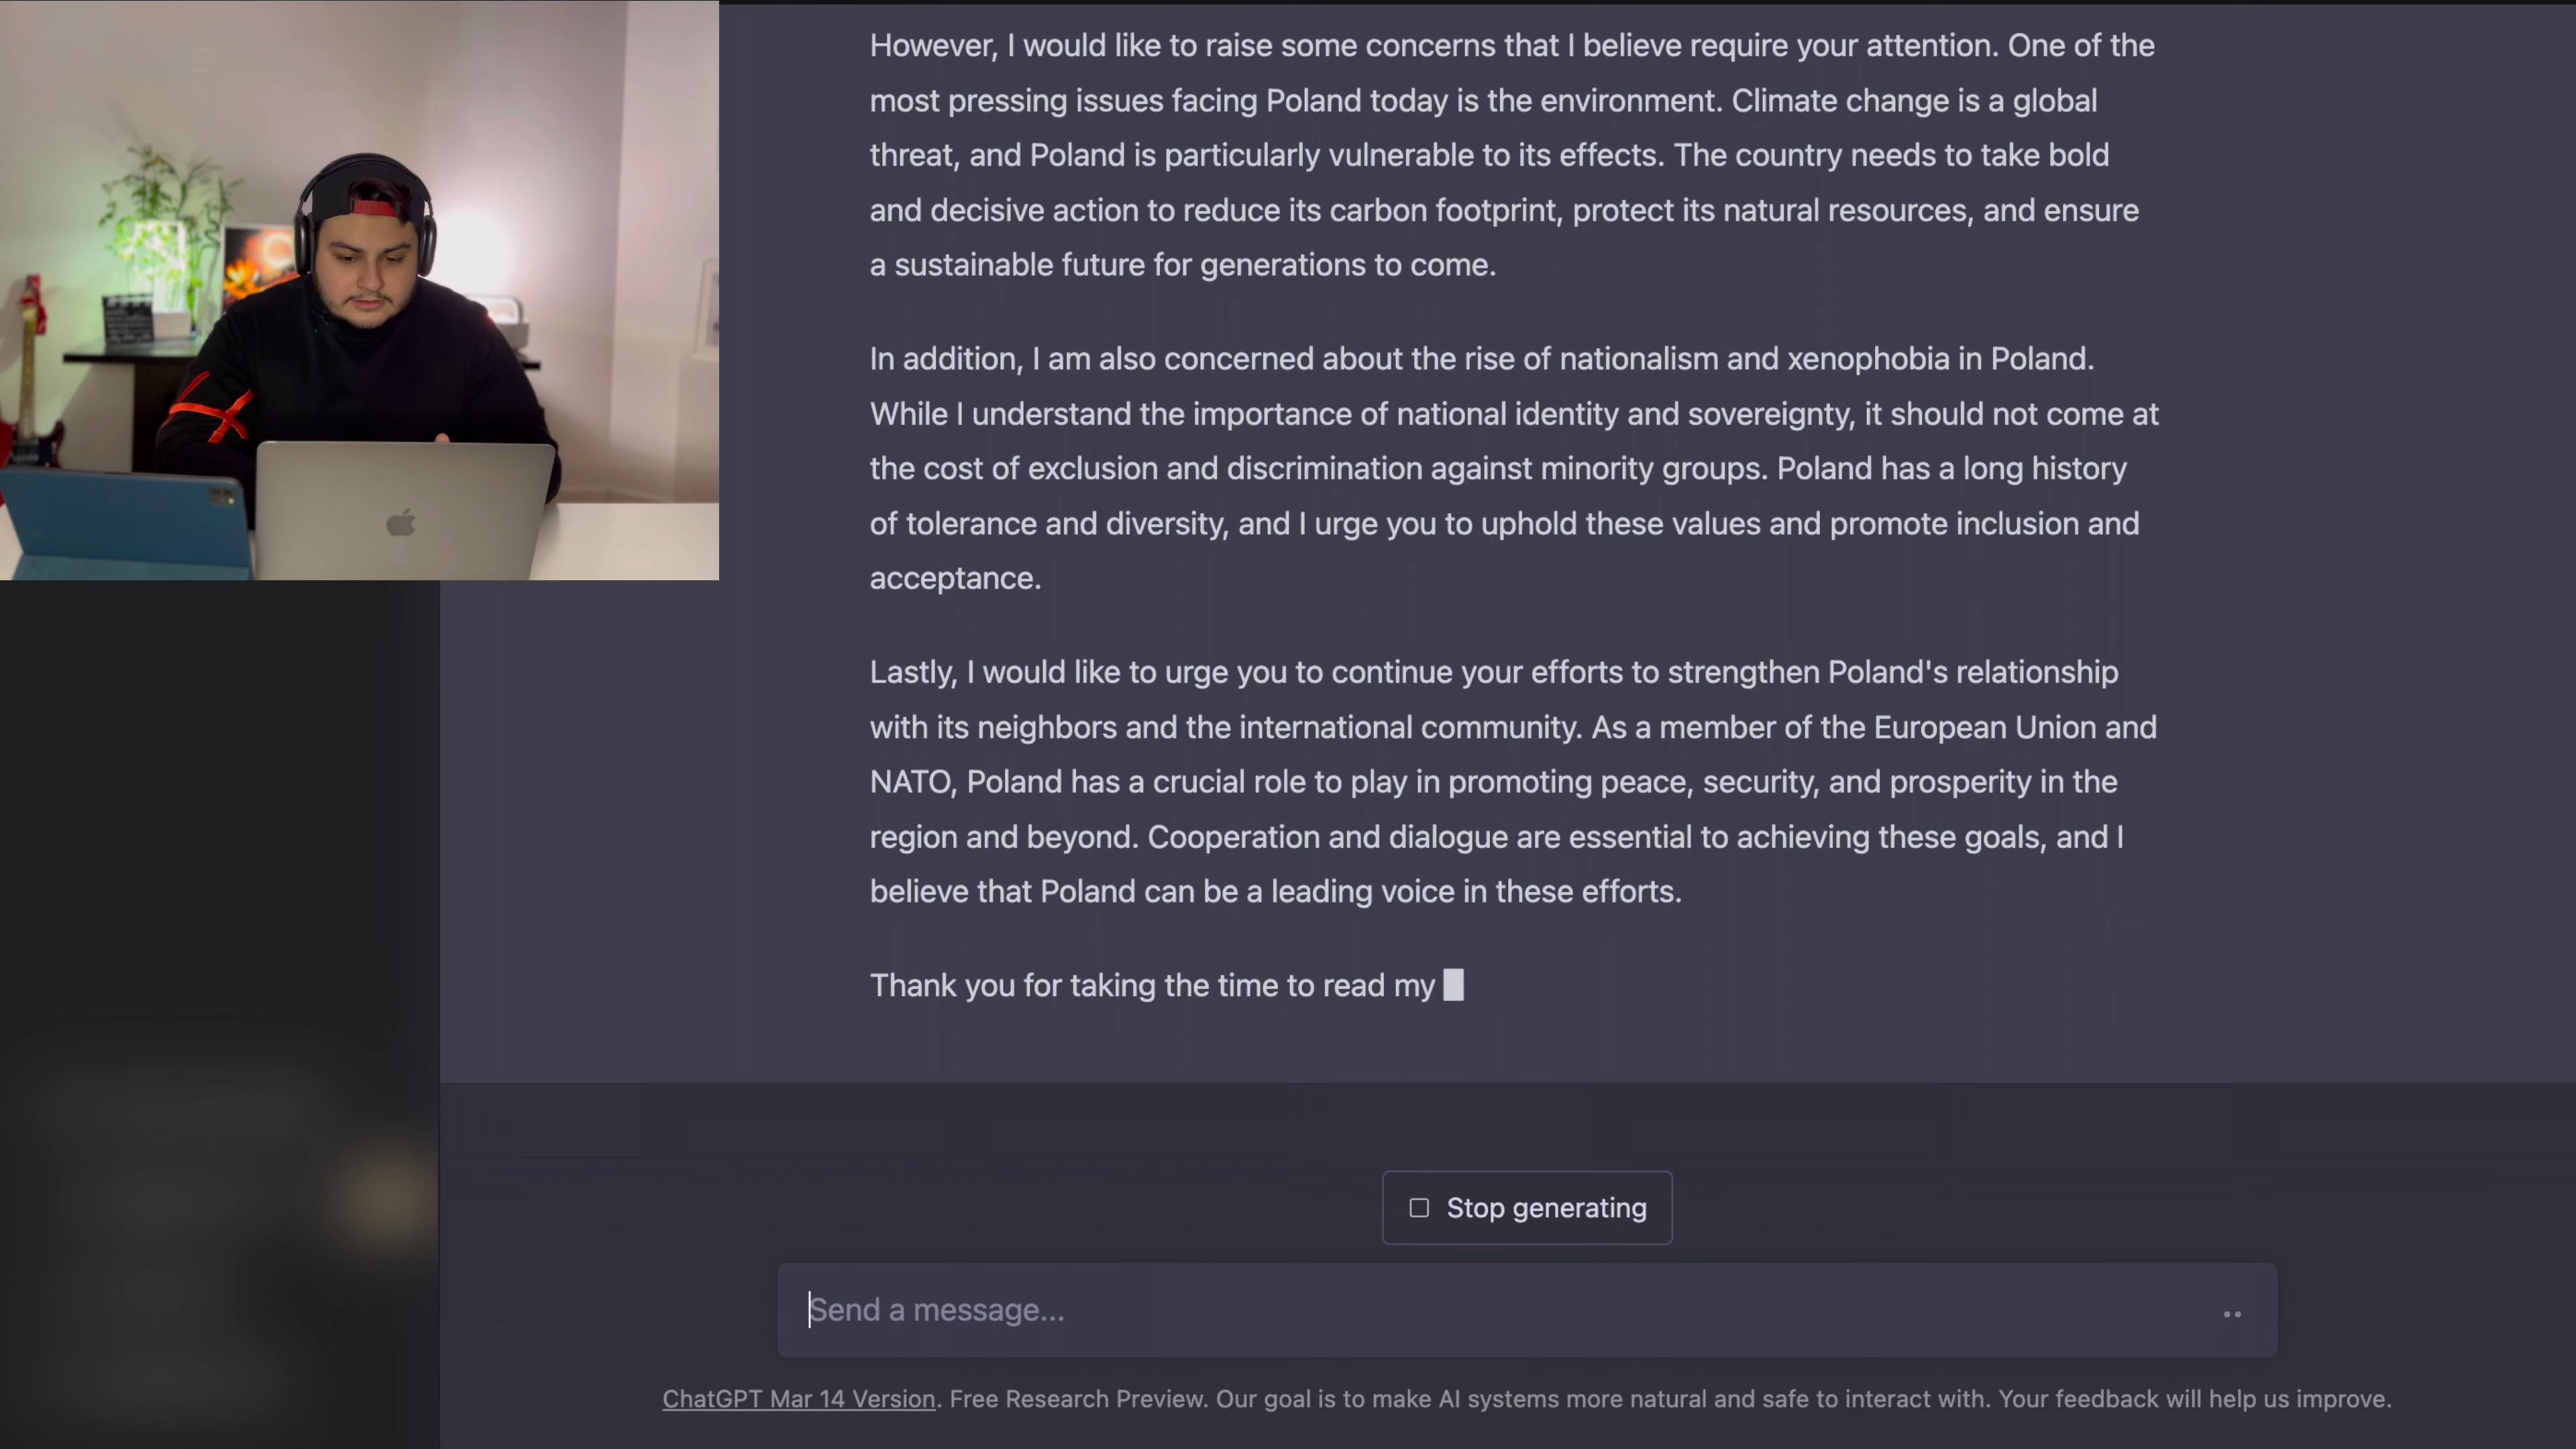 However, I would like to raise some concerns that I believe require your attention. One of the
most pressing issues facing Poland today is the environment. Climate change is a global
threat, and Poland is particularly vulnerable to its effects. The country needs to take bold
and decisive action to reduce its carbon footprint, protect its natural resources, and ensure
a sustainable future for generations to come.
In addition, I am also concerned about the rise of nationalism and xenophobia in Poland.
While I understand the importance of national identity and sovereignty, it should not come at
the cost of exclusion and discrimination against minority groups. Poland has a long history
of tolerance and diversity, and I urge you to uphold these values and promote inclusion and
acceptance.
Lastly, I would like to urge you to continue your efforts to strengthen Poland's relationship
with its neighbors and the international community. As a member of the European Union and
NATO, Poland has a crucial role to play in promoting peace, security, and prosperity in the
region and beyond. Cooperation and dialogue are essential to achieving these goals, and I
believe that Poland can be a leading voice in these efforts.
Thank you for taking the time to read my
Stop generating
Send a message...
ChatGPT Mar 14 Version. Free Research Preview. Our goal is to make AI systems more natural and safe to interact with. Your feedback will help us improve.